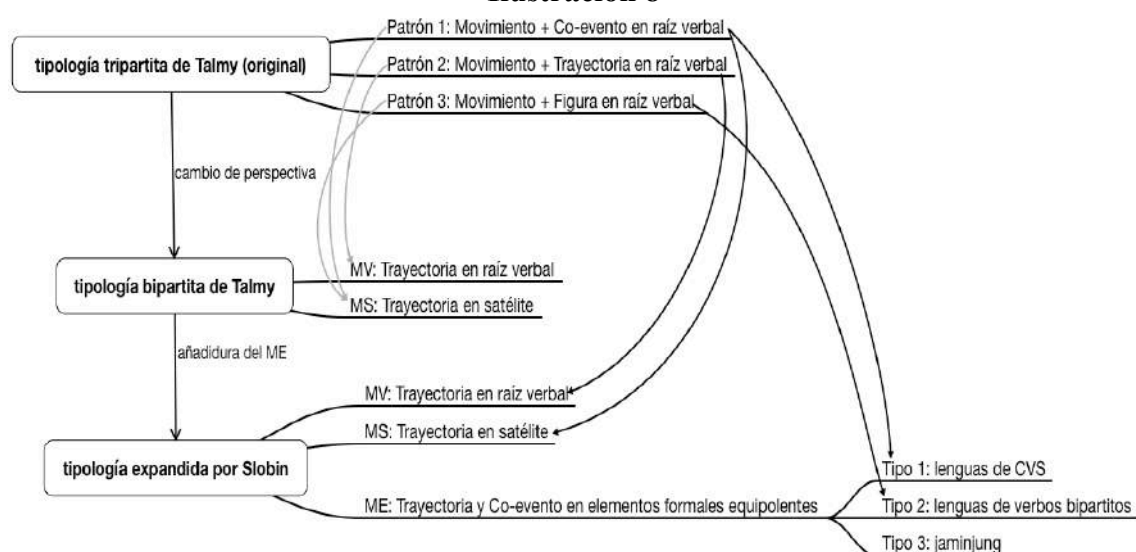 Patrón 1: Movimiento + Co-evento en raíz verbal
tipología tripartita de Talmy (original)
Patrón 2: Movimiento + Trayectoria en raíz verbal
Patrón 3: Movimiento + Figura en raíz verbal
cambio de perspectiva
MV: Trayectoria en raíz verbal
tipología bipartita de Talmy
MS: Trayectoria en satélite
añadidura del ME
MV: Trayectoria en raíz verbal
MS: Trayectoria en satélite
tipología expandida por Slobin
ME: Trayectoria y Co-evento en elementos formales equipolentes
Tipo 1: lenguas de CVS
Tipo 2: lenguas de verbos bipartitos
Tipo 3: jaminjung